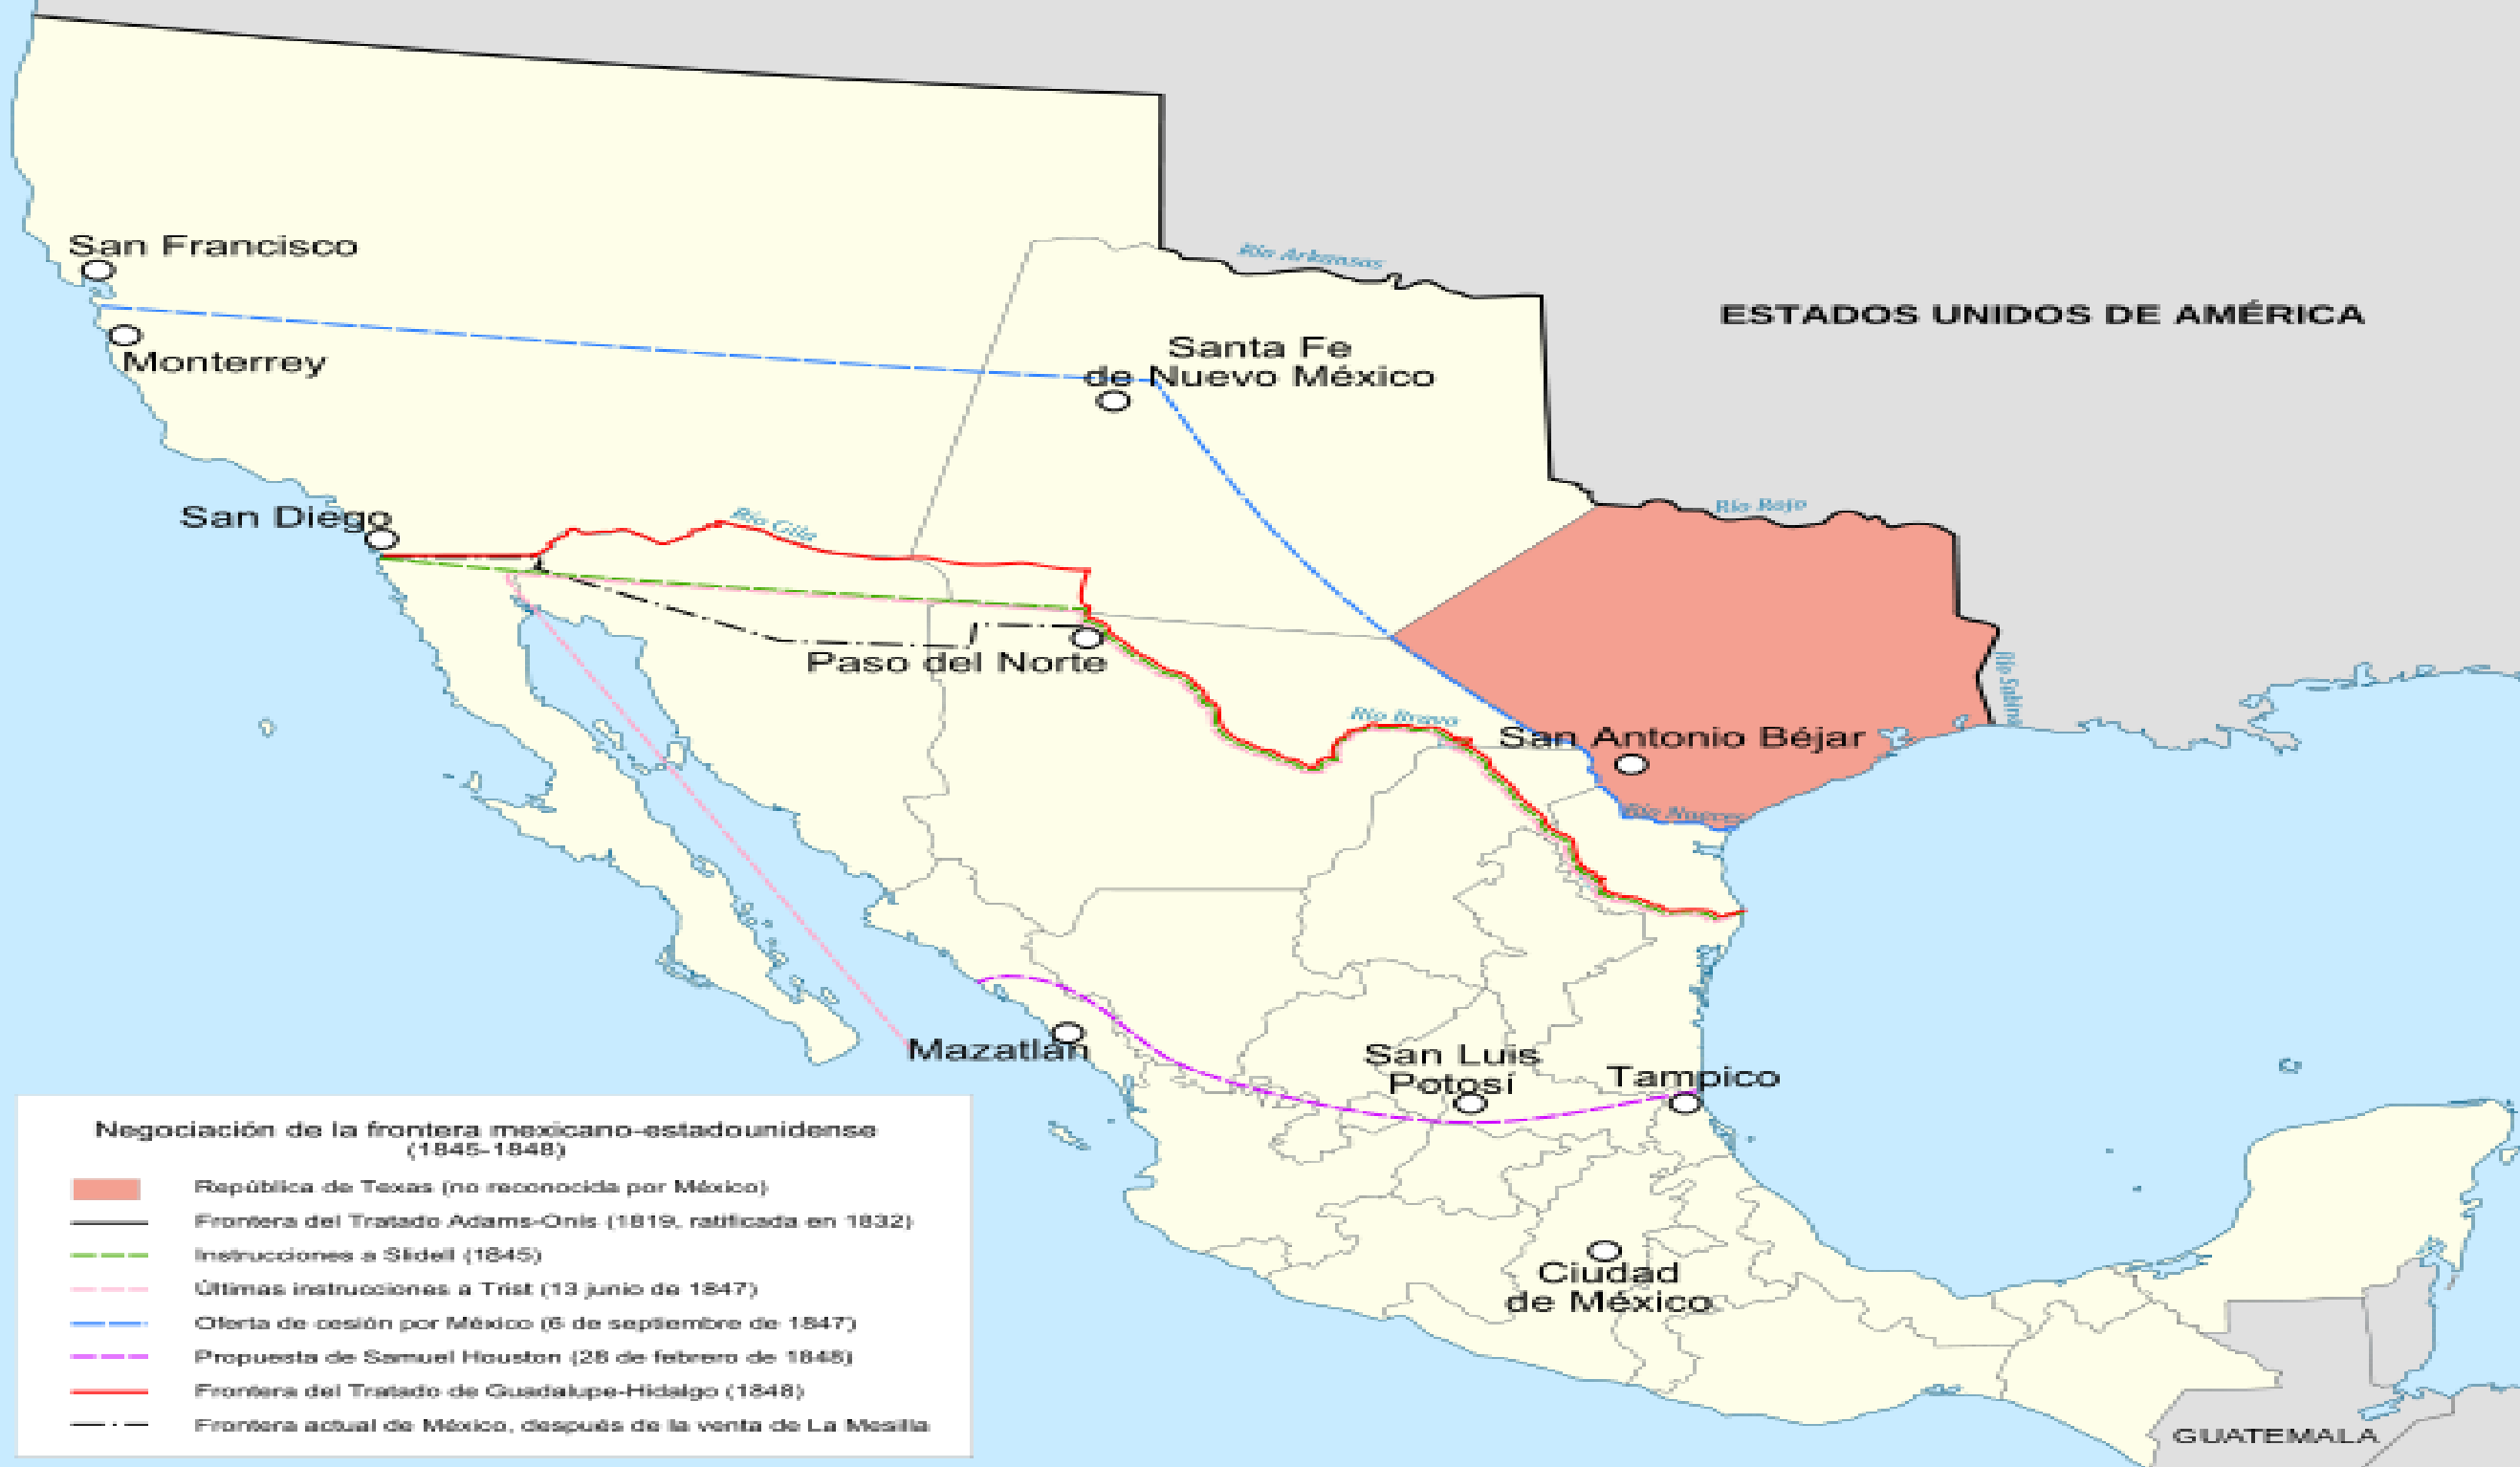 San Francisco
Monterrey
Río Arkansas
Santa Fe
de Nuevo México
ESTADOS UNIDOS DE AMÉRICA
San Diego
Río Gila
Río Rojo
Río Sabina
Paso del Norte
Río Bravo
San Antonio Béjar
Río Nueces
Mazatlán
San Luis
Potosí
Tampico
Ciudad
de México
GUATEMALA
Negociación de la frontera mexicano-estadounidense
(1845-1848)
República de Texas (no reconocida por México)
Frontera del Tratado Adams-Onís (1819, ratificada en 1832)
Instrucciones a Slidell (1845)
Últimas instrucciones a Trist (13 junio de 1847)
Oferta de cesión por México (6 de septiembre de 1847)
Propuesta de Samuel Houston (28 de febrero de 1848)
Frontera del Tratado de Guadalupe-Hidalgo (1848)
Frontera actual de México, después de la venta de La Mesilla